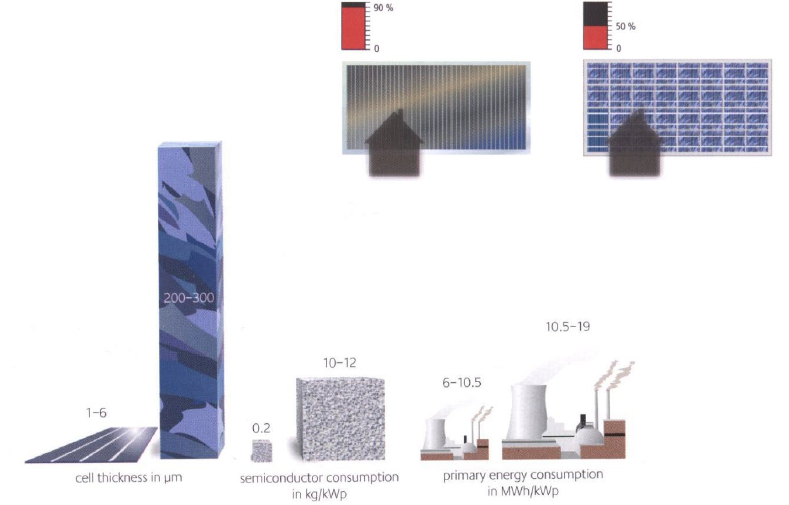 90 %
0
50 %
0
200–300
1–6
0.2
10–12
6–10.5
10.5–19
cell thickness in µm
semiconductor consumption
in kg/kWp
primary energy consumption
in MWh/kWp